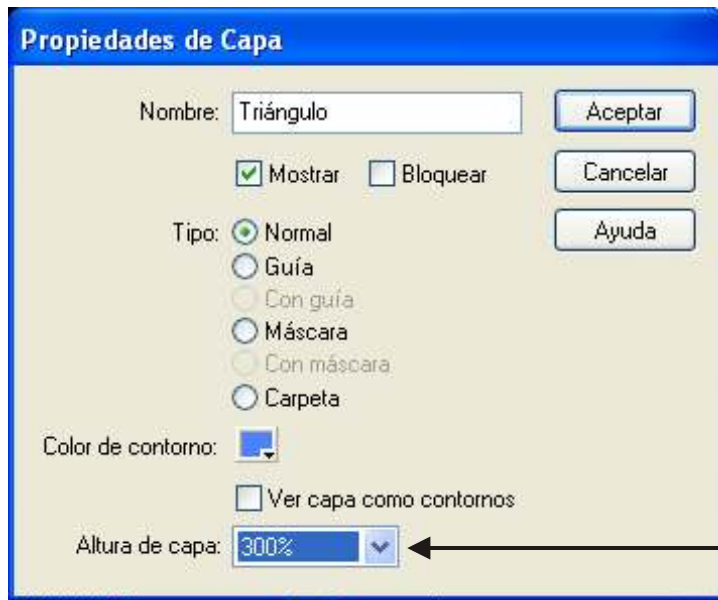 Propiedades de Capa
Nombre: Triángulo Aceptar
Mostrar Bloquear Cancelar
Tipo: Normal Ayuda
Guía
Con guía
Máscara
Con máscara
Carpeta
Color de contorno:
Ver capa como contornos
Altura de capa: 300%